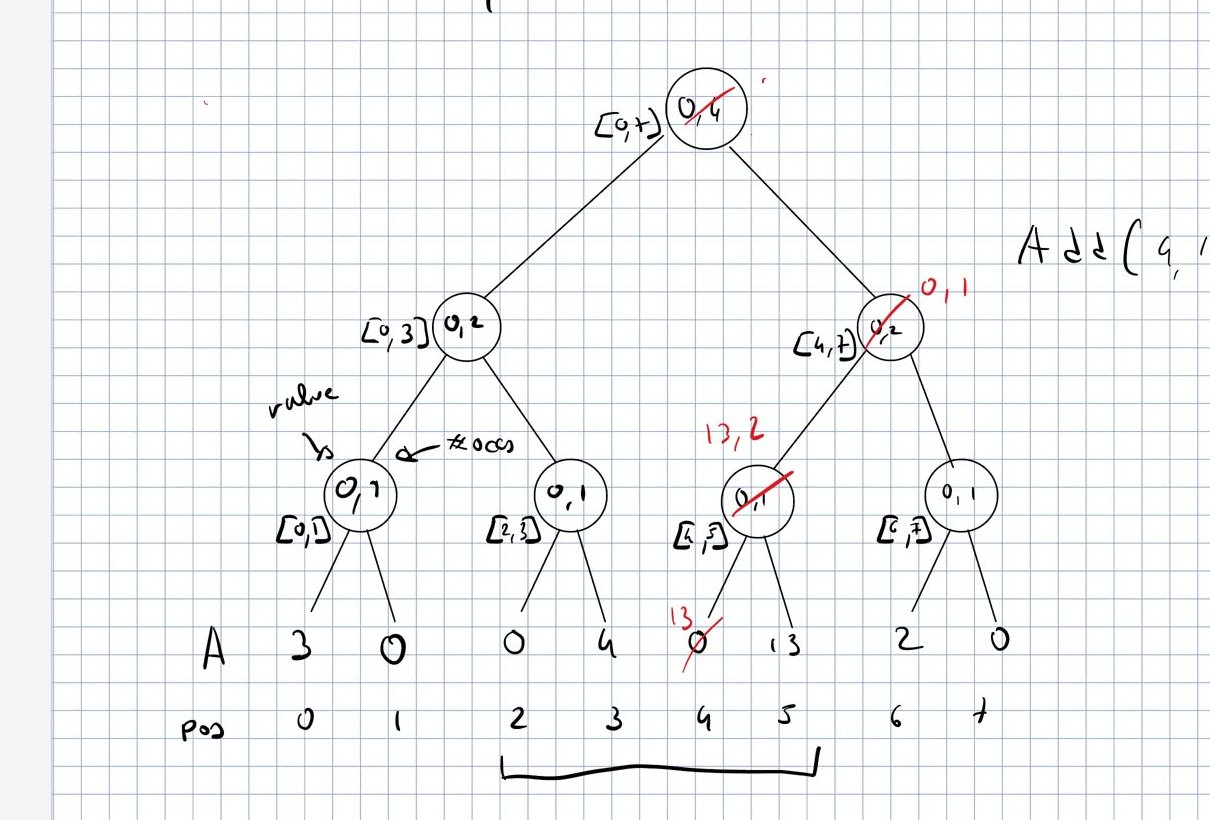 [0,7] 0,4
Add(4,
0,1
[0,3] 0,2
[4,7] 0,2
value
#occs
13,2
0,1
0,1
0,1
0,1
[0,1]
[2,3]
[4,5]
[6,7]
13
A 3 0 0 4 0 13 2 0
pos 0 1 2 3 4 5 6 7